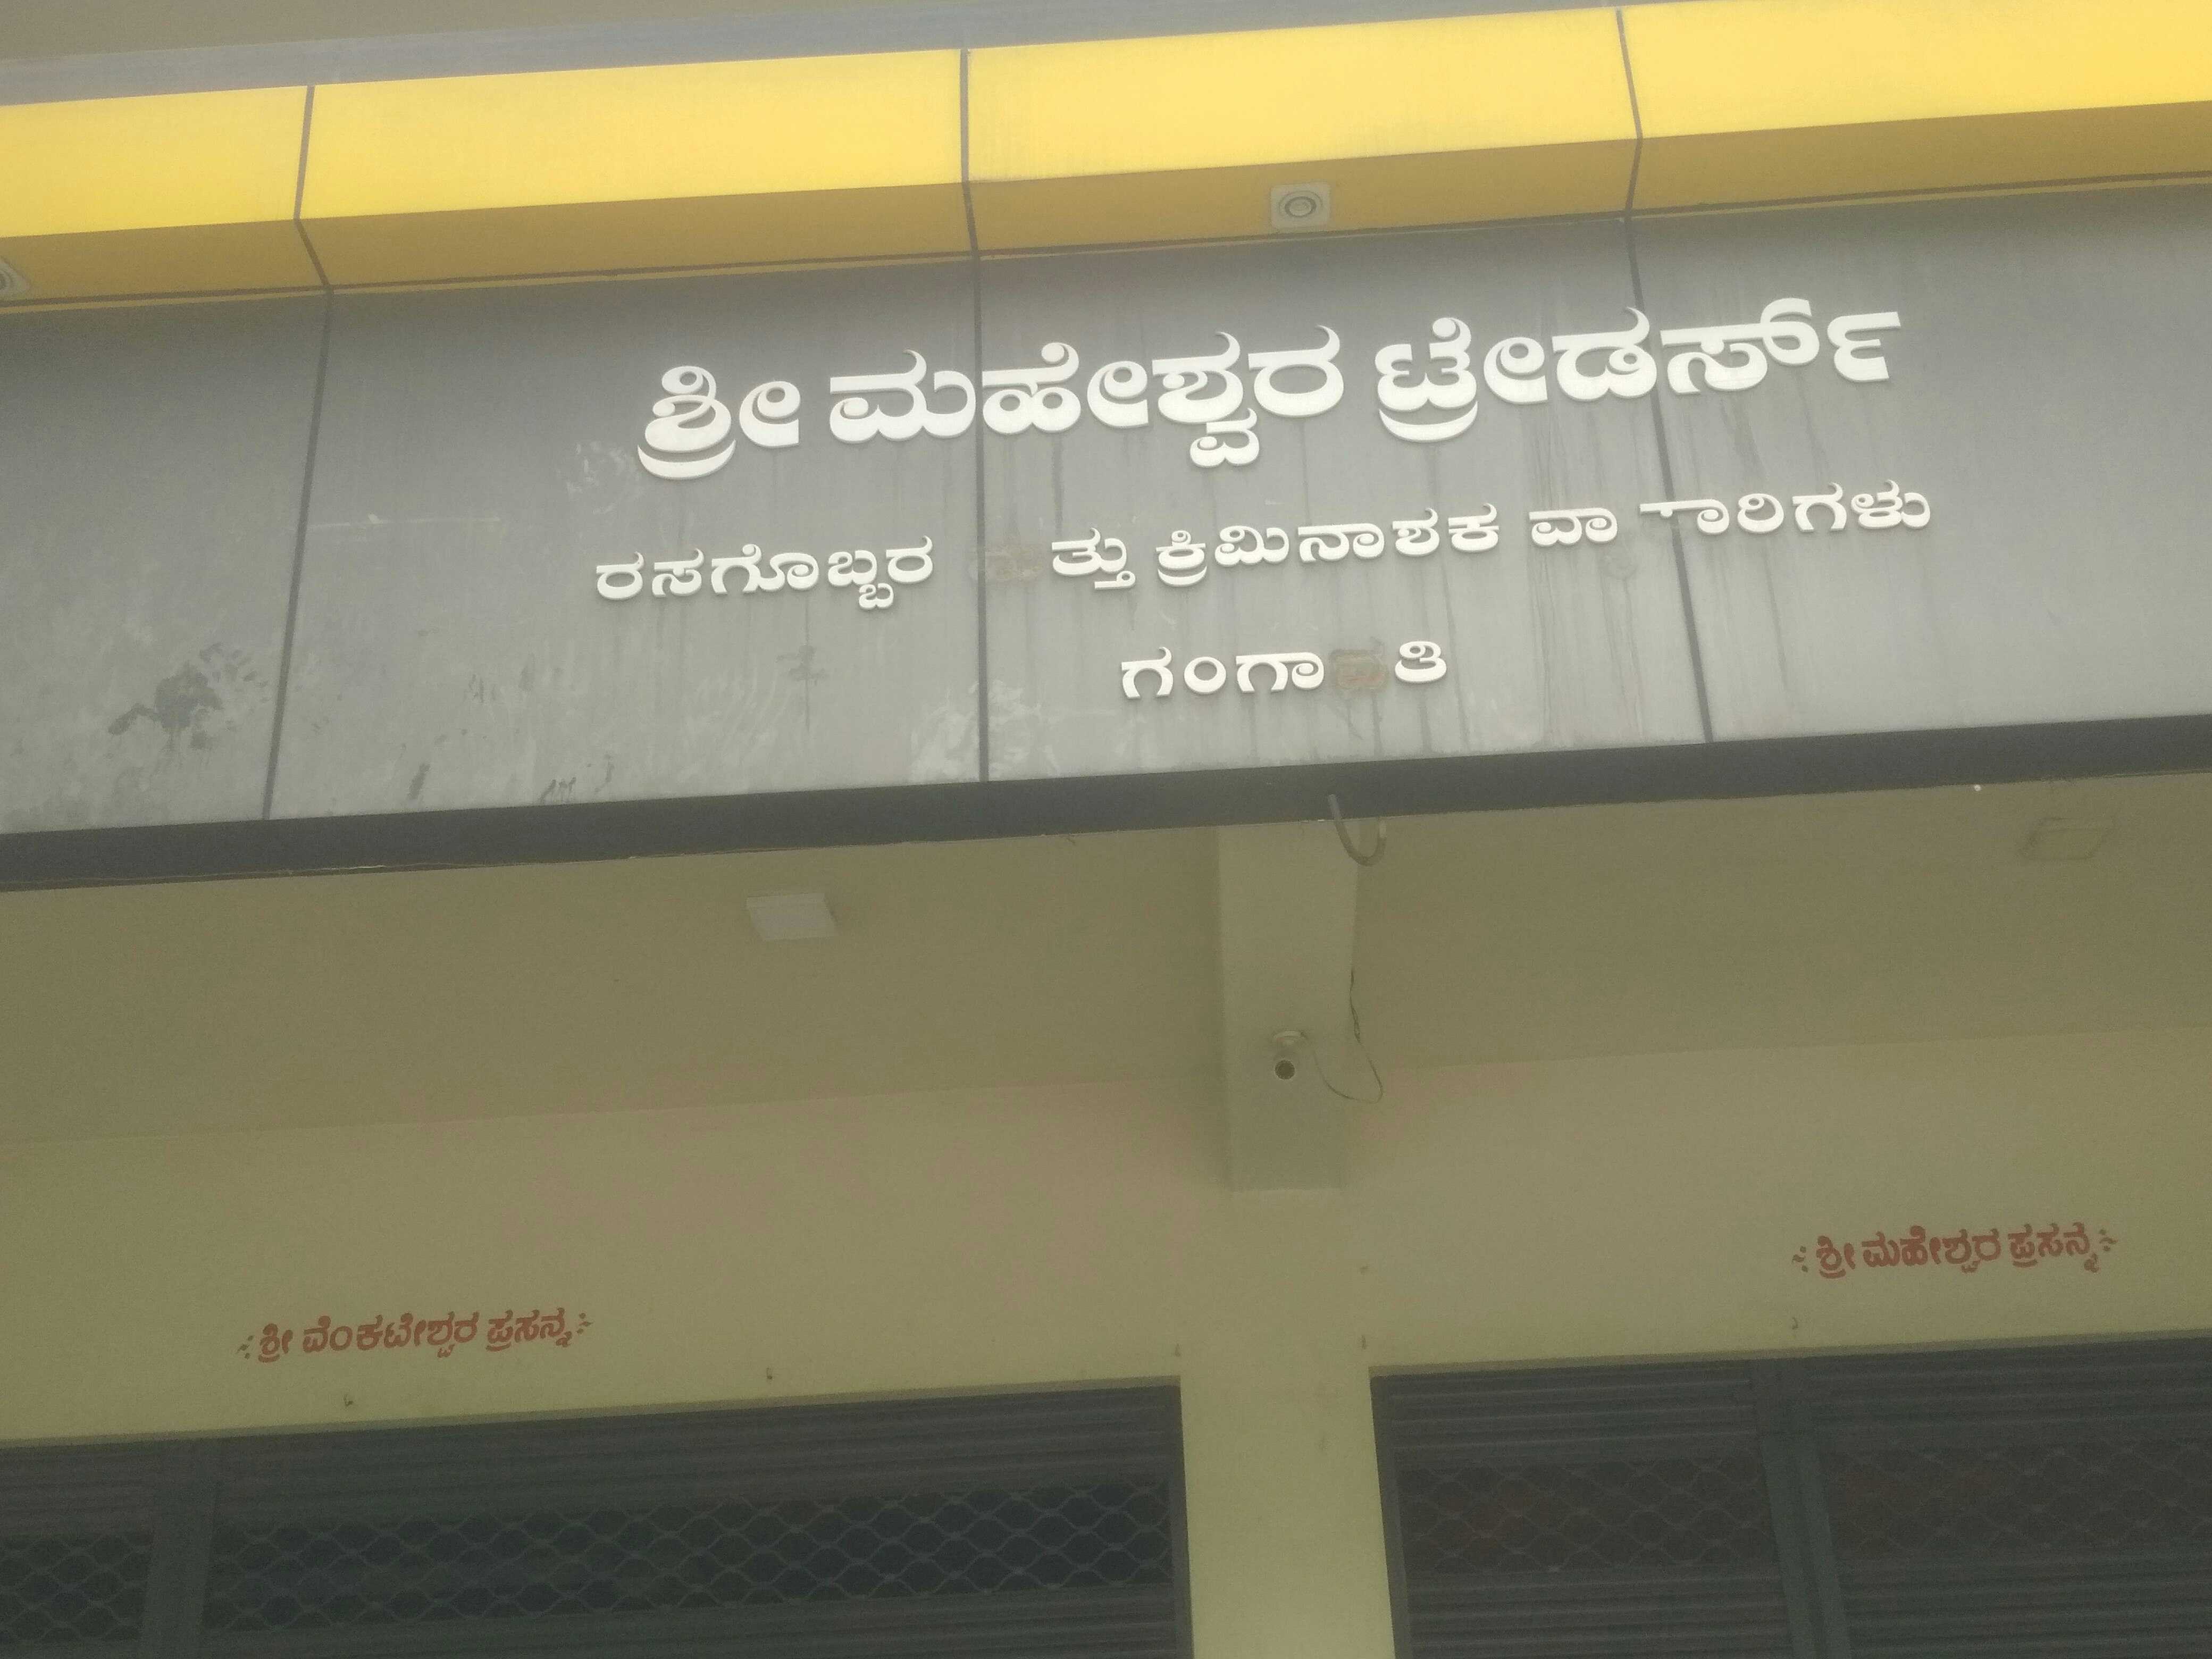 ಶ್ರೀ ಮಹೇಶ್ವರ ಟ್ರೇಡರ್ಸ್
ರಸಗೊಬ್ಬರ ತ್ತು ಕ್ರಿಮಿನಾಶಕ ವಾ ಾರಿಗಳು
ಗಂಗಾ ತಿ
ಶ್ರೀ ಮಹೇಶ್ವರ ಪ್ರಸನ್ನ
ಶ್ರೀ ವೆಂಕಟೇಶ್ವರ ಪ್ರಸನ್ನ